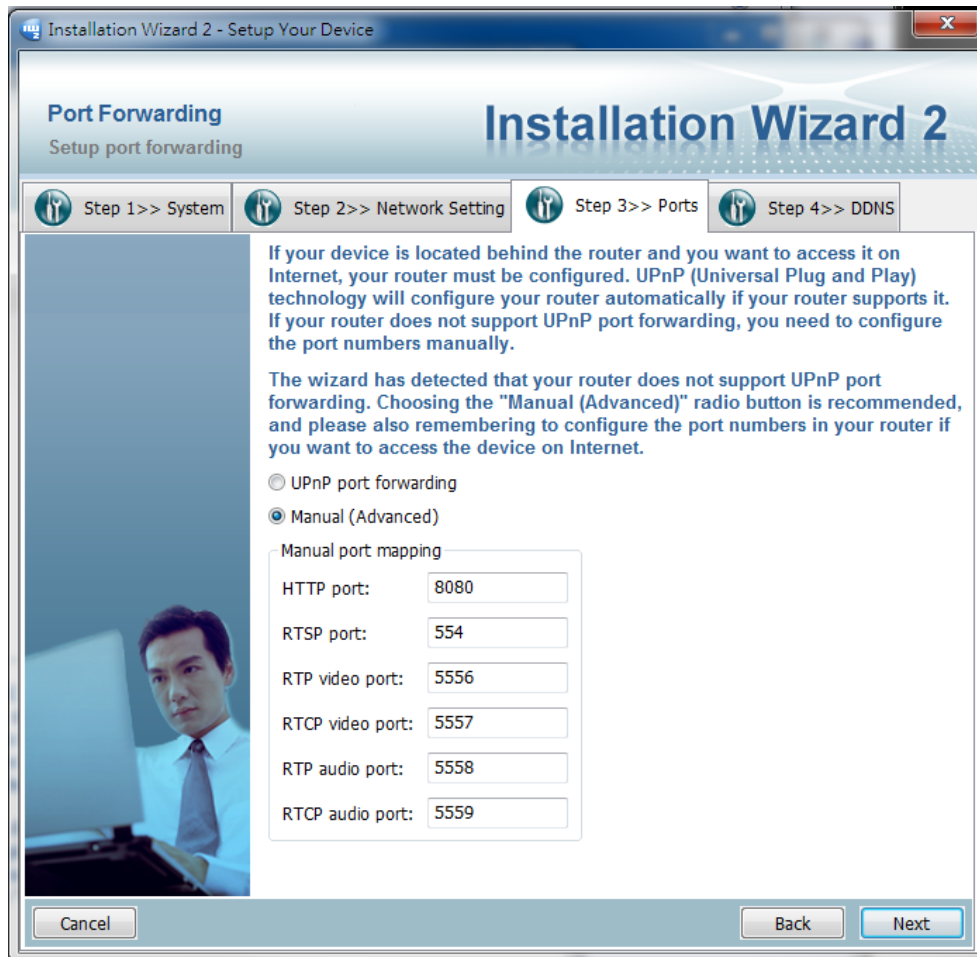 Installation Wizard 2 - Setup Your Device
Port Forwarding
Setup port forwarding
Installation Wizard 2
Step 1>> System
Step 2>> Network Setting
Step 3>> Ports
Step 4>> DDNS
If your device is located behind the router and you want to access it on
Internet, your router must be configured. UPnP (Universal Plug and Play)
technology will configure your router automatically if your router supports it.
If your router does not support UPnP port forwarding, you need to configure
the port numbers manually.
The wizard has detected that your router does not support UPnP port
forwarding. Choosing the "Manual (Advanced)" radio button is recommended,
and please also remembering to configure the port numbers in your router if
you want to access the device on Internet.
UPnP port forwarding
Manual (Advanced)
Manual port mapping
HTTP port: 8080
RTSP port: 554
RTP video port: 5556
RTCP video port: 5557
RTP audio port: 5558
RTCP audio port: 5559
Cancel
Back
Next